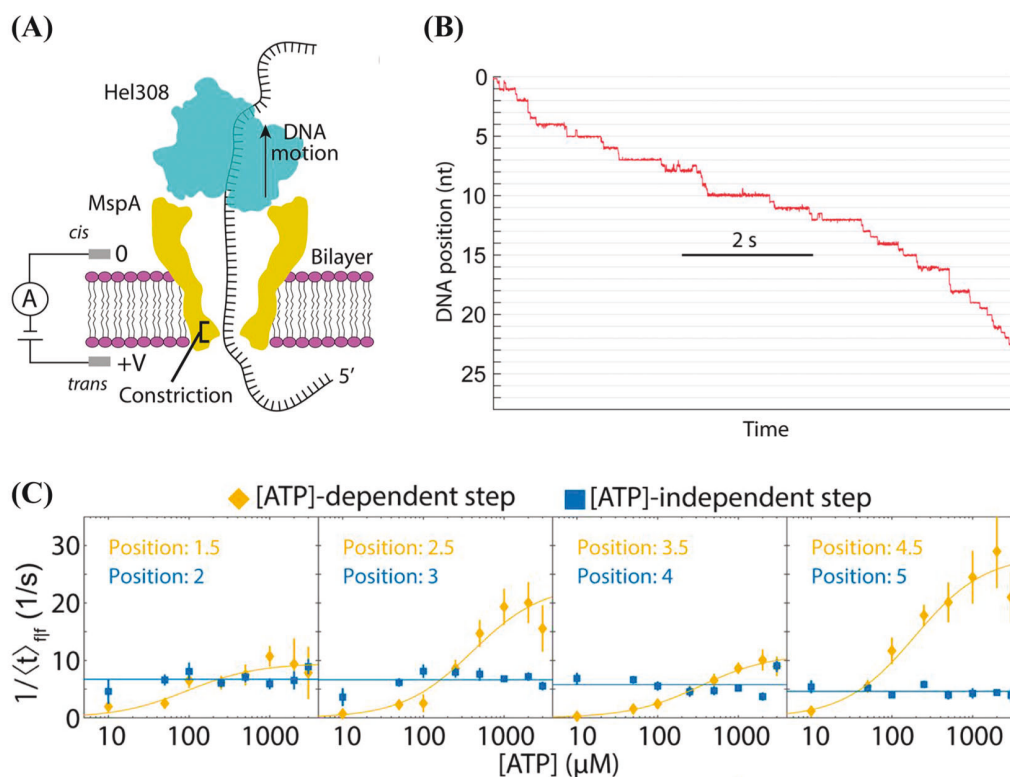 (A)
Hel308
DNA
motion
MspA
cis
0
Bilayer
A
+V
trans
Constriction
5′
(B)
DNA position (nt)
0
5
10
15
20
25
2 s
Time
(C)
[ATP]-dependent step
[ATP]-independent step
1/⟨t⟩f|f (1/s)
30
20
10
0
Position: 1.5
Position: 2
Position: 2.5
Position: 3
Position: 3.5
Position: 4
Position: 4.5
Position: 5
10 100 1000 10 100 1000 10 100 1000 10 100 1000
[ATP] (μM)